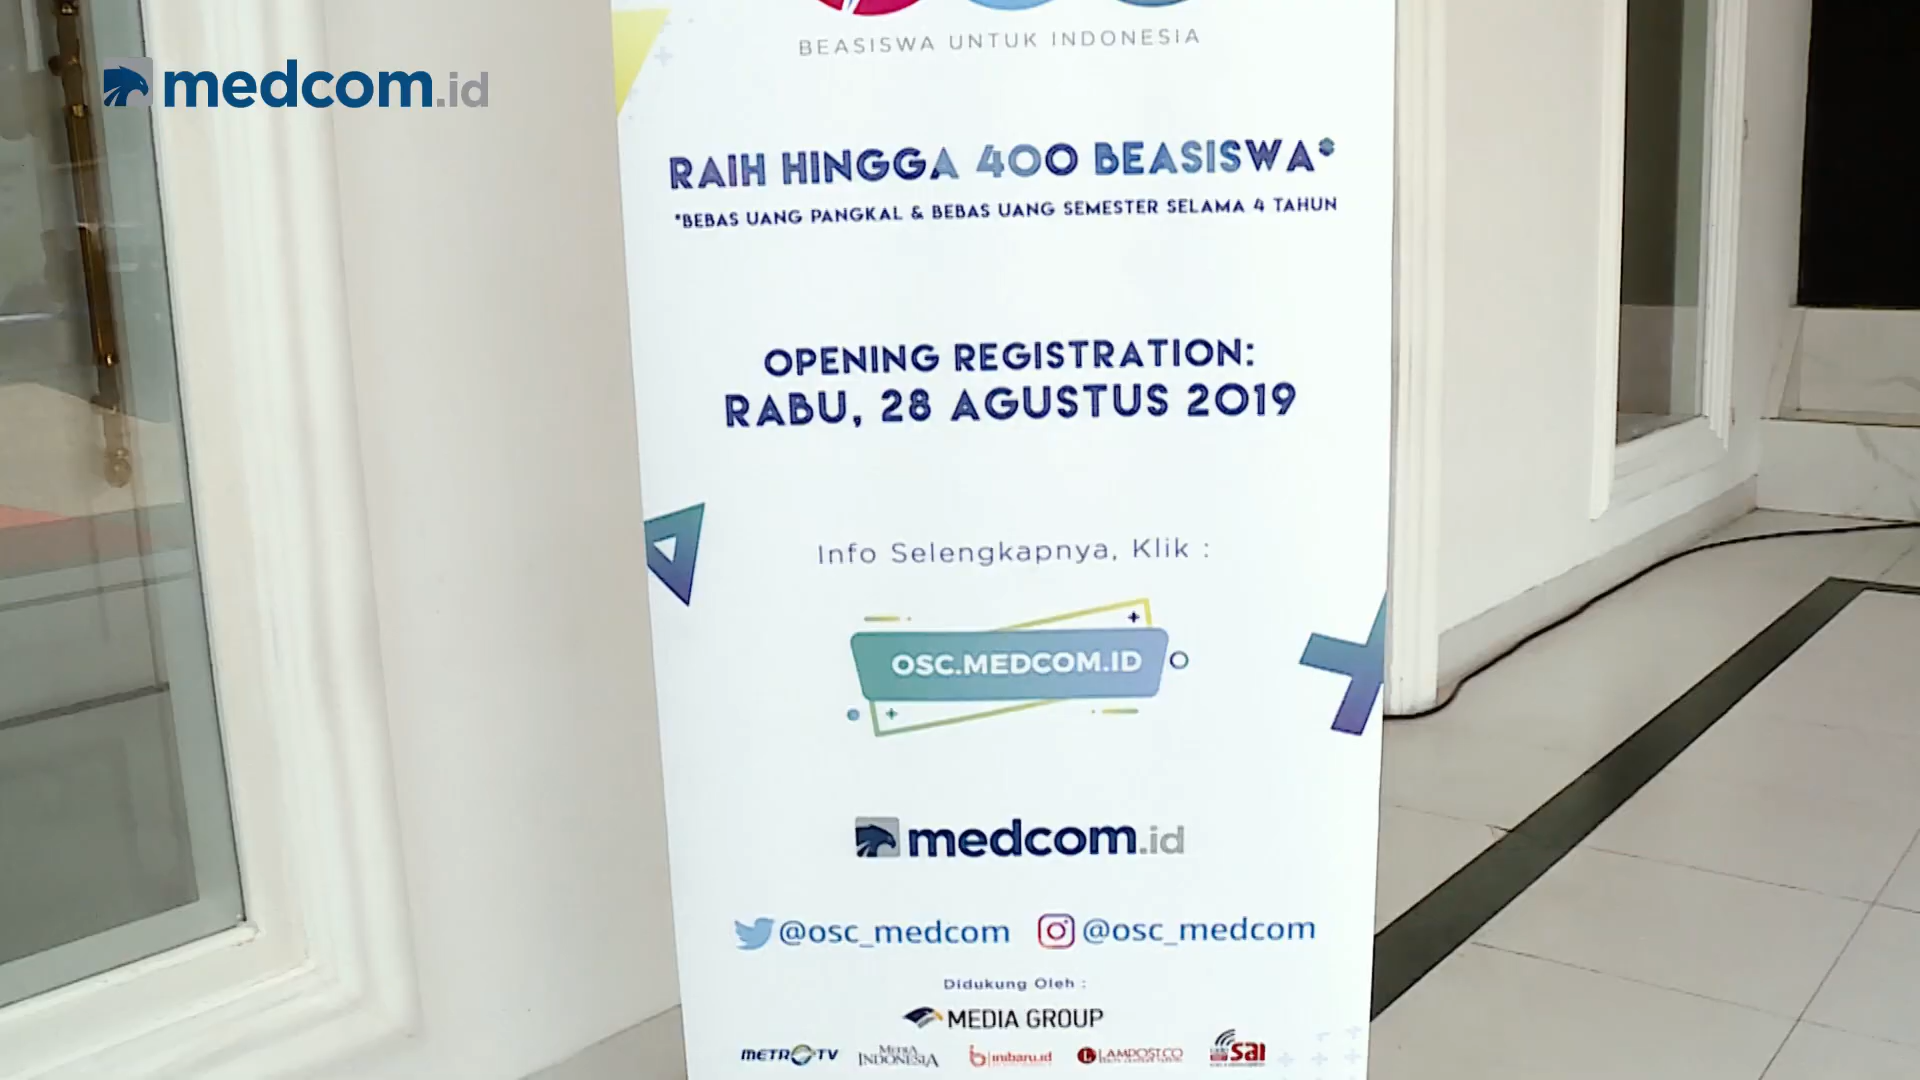 medcom.id
BEASISWA UNTUK INDONESIA
RAIH HINGGA 400 BEASISWA*
*BEBAS UANG PANGKAL & BEBAS UANG SEMESTER SELAMA 4 TAHUN
OPENING REGISTRATION:
RABU, 28 AGUSTUS 2019
Info Selengkapnya, Klik :
OSC.MEDCOM.ID
medcom.id
@osc_medcom @osc_medcom
Didukung Oleh :
MEDIA GROUP
METRO TV MEDIA INDONESIA inibaru.id LAMPOST.CO sai